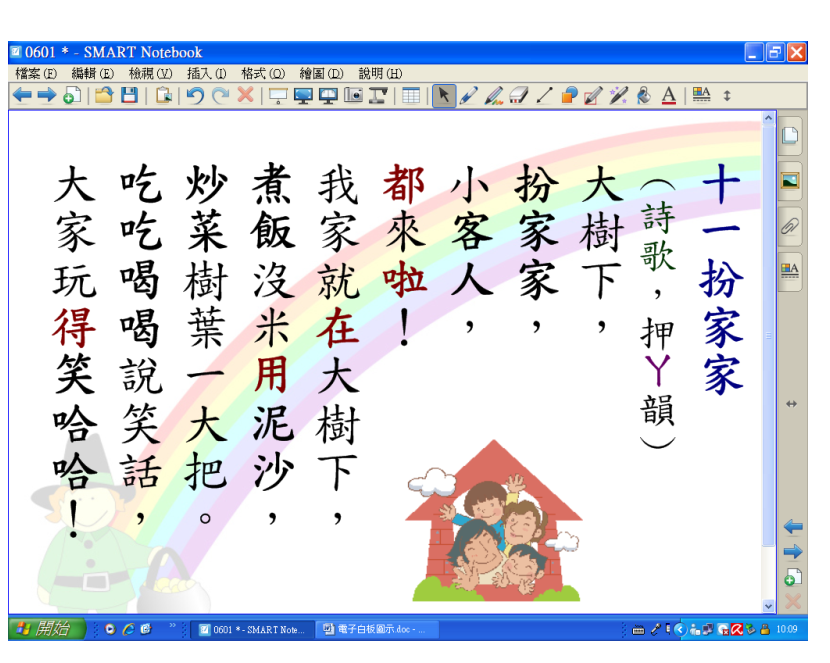 0601 * - SMART Notebook
檔案(F) 編輯(E) 檢視(V) 插入(I) 格式(O) 繪圖(D) 說明(H)
十一扮家家
（詩歌，押ㄚ韻）
大樹下，
扮家家，
小客人，
都來啦！
我家就在大樹下，
煮飯沒米用泥沙，
炒菜樹葉一大把。
吃吃喝喝說笑話，
大家玩得笑哈哈！
開始
0601 * - SMART Note...
電子白板圖示.doc - ...
10:09